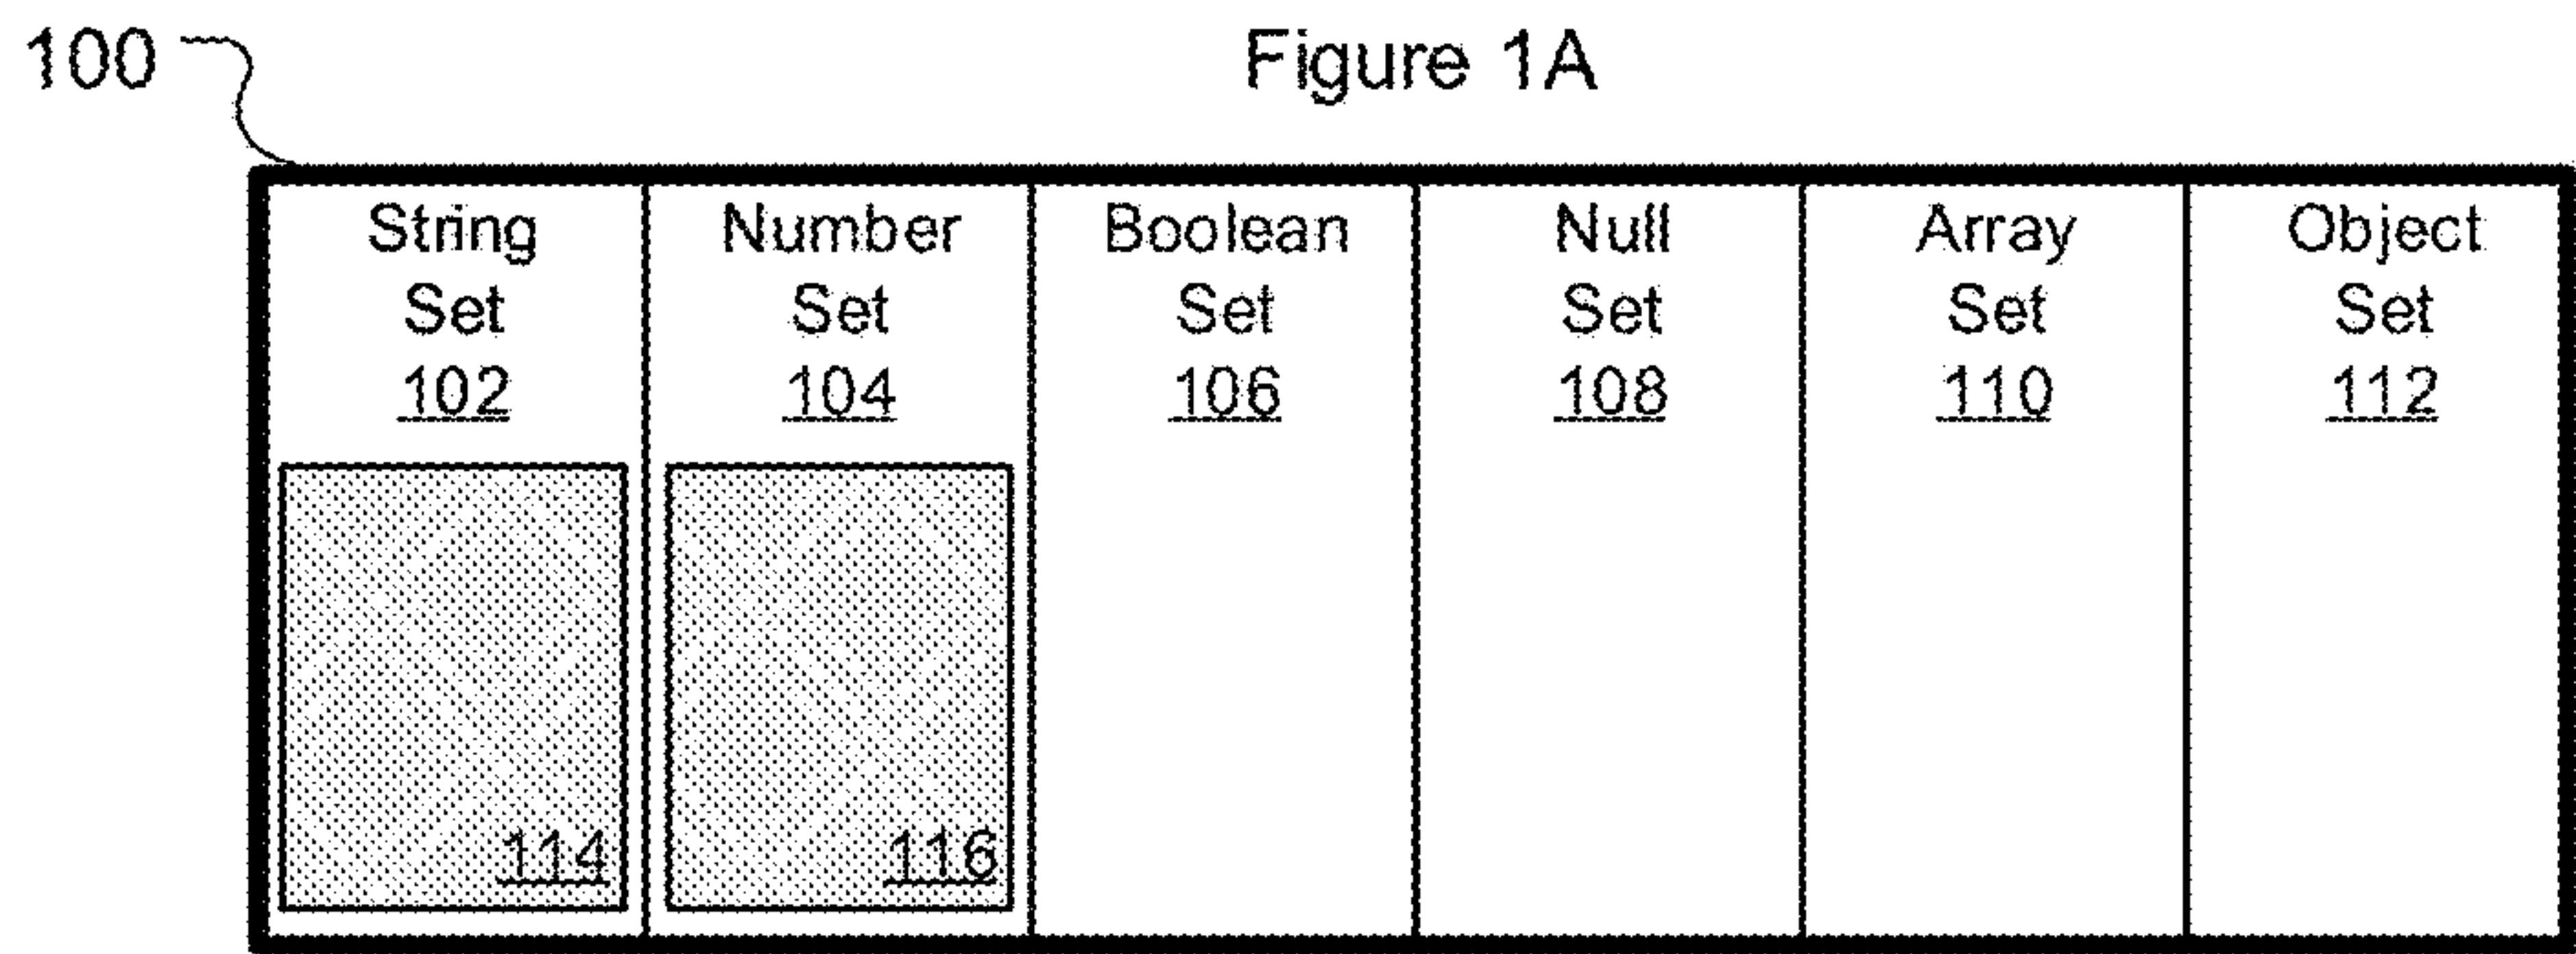 100
Figure 1A
String Set 102
Number Set 104
Boolean Set 106
Null Set 108
Array Set 110
Object Set 112
114
116